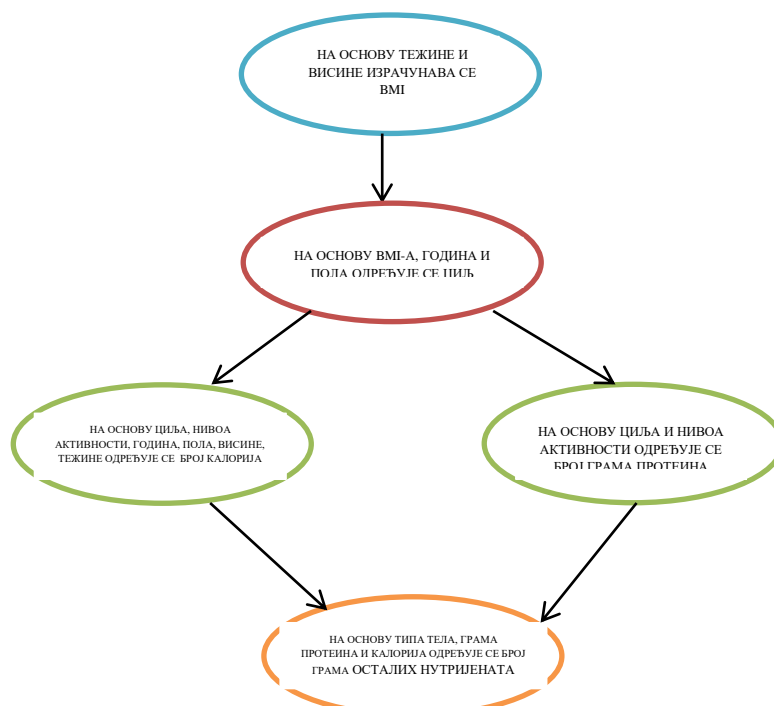 НА ОСНОВУ ТЕЖИНЕ И
ВИСИНЕ ИЗРАЧУНАВА СЕ
BMI
НА ОСНОВУ BMI-А, ГОДИНА И
ПОЛА ОДРЕЂУЈЕ СЕ ЦИЉ
НА ОСНОВУ ЦИЉА, НИВОА
АКТИВНОСТИ, ГОДИНА, ПОЛА, ВИСИНЕ,
ТЕЖИНЕ ОДРЕЂУЈЕ СЕ БРОЈ КАЛОРИЈА
НА ОСНОВУ ЦИЉА И НИВОА
АКТИВНОСТИ ОДРЕЂУЈЕ СЕ
БРОЈ ГРАМА ПРОТЕИНА
НА ОСНОВУ ТИПА ТЕЛА, ГРАМА
ПРОТЕИНА И КАЛОРИЈА ОДРЕЂУЈЕ СЕ БРОЈ
ГРАМА ОСТАЛИХ НУТРИЈЕНАТА